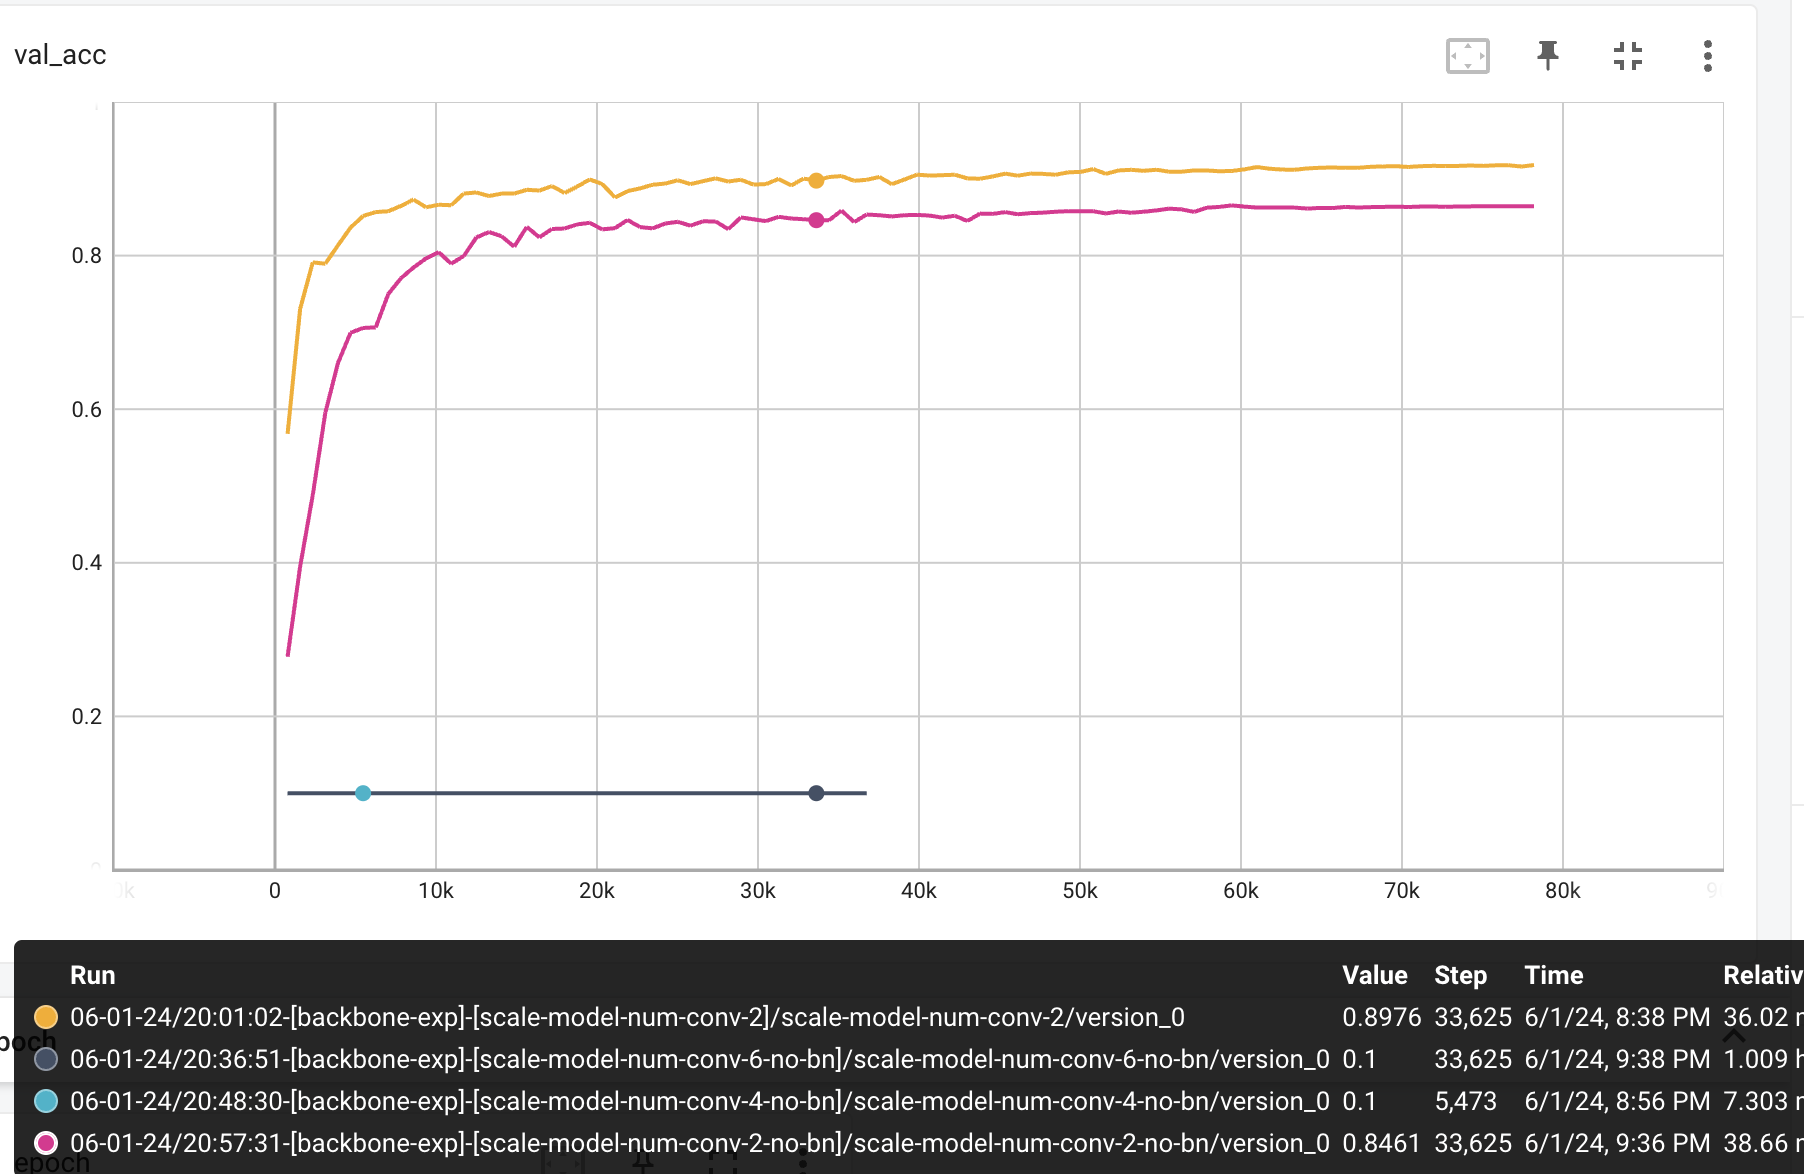 val_acc
0.8
0.6
0.4
0.2
0 10k 20k 30k 40k 50k 60k 70k 80k
Run Value Step Time Relativ
06-01-24/20:01:02-[backbone-exp]-[scale-model-num-conv-2]/scale-model-num-conv-2/version_0 0.8976 33,625 6/1/24, 8:38 PM 36.02
06-01-24/20:36:51-[backbone-exp]-[scale-model-num-conv-6-no-bn]/scale-model-num-conv-6-no-bn/version_0 0.1 33,625 6/1/24, 9:38 PM 1.009 h
06-01-24/20:48:30-[backbone-exp]-[scale-model-num-conv-4-no-bn]/scale-model-num-conv-4-no-bn/version_0 0.1 5,473 6/1/24, 8:56 PM 7.303
06-01-24/20:57:31-[backbone-exp]-[scale-model-num-conv-2-no-bn]/scale-model-num-conv-2-no-bn/version_0 0.8461 33,625 6/1/24, 9:36 PM 38.66
epoch